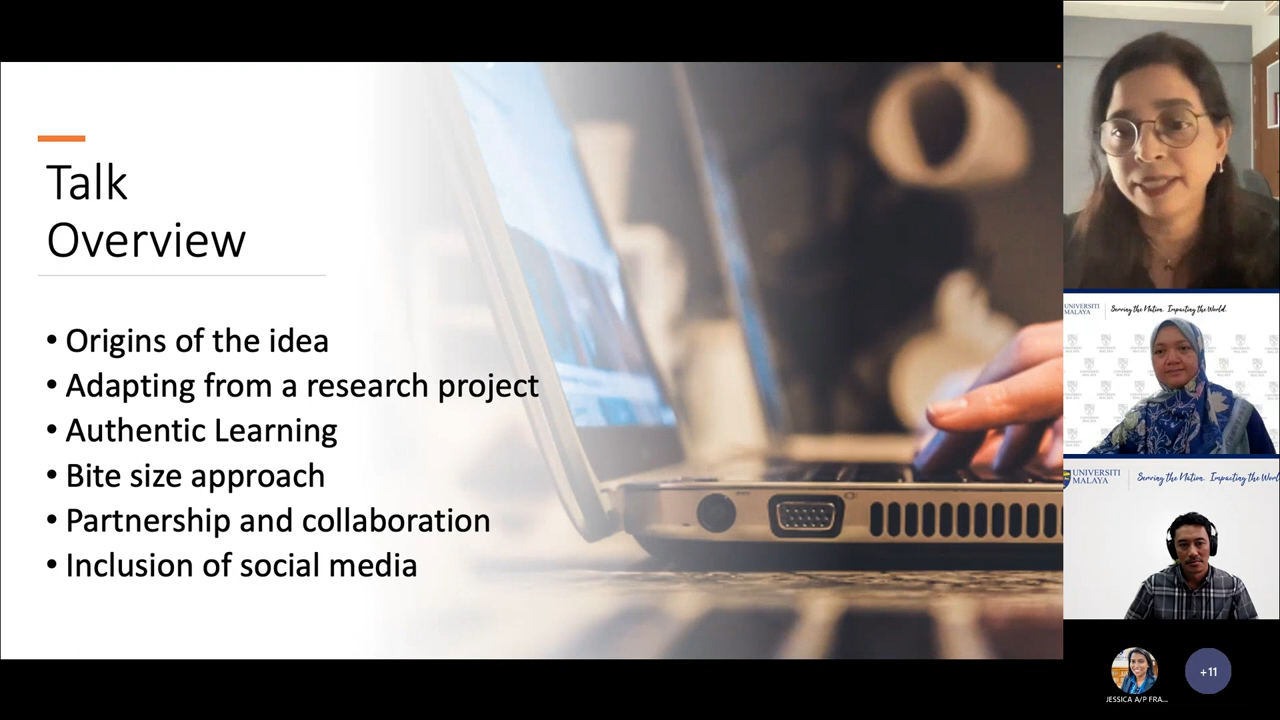 Talk
Overview
• Origins of the idea
• Adapting from a research project
• Authentic Learning
• Bite size approach
• Partnership and collaboration
• Inclusion of social media
UNIVERSITI
MALAYA
Serving the Nation. Impacting the World.
UNIVERSITI
MALAYA
Serving the Nation. Impacting the Worl
JESSICA A/P FRA...
+11